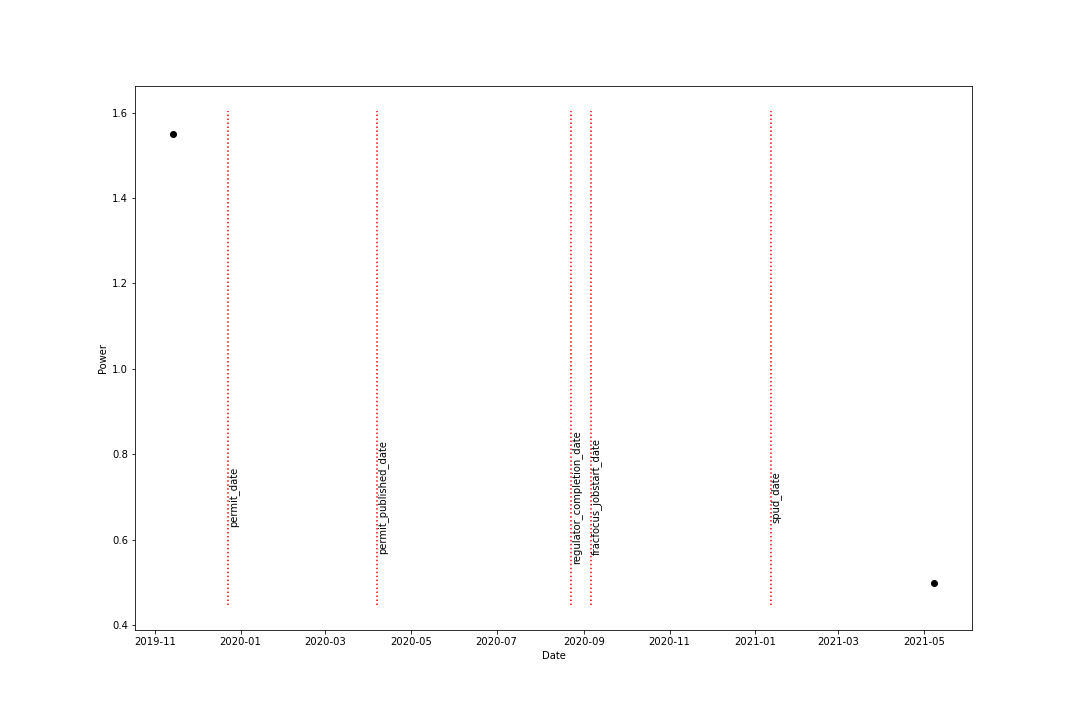 1.6
1.4
1.2
1.0
0.8
0.6
0.4
Power
permit_date
permit_published_date
regulator_completion_date
fracfocus_jobstart_date
spud_date
2019-11 2020-01 2020-03 2020-05 2020-07 2020-09 2020-11 2021-01 2021-03 2021-05
Date